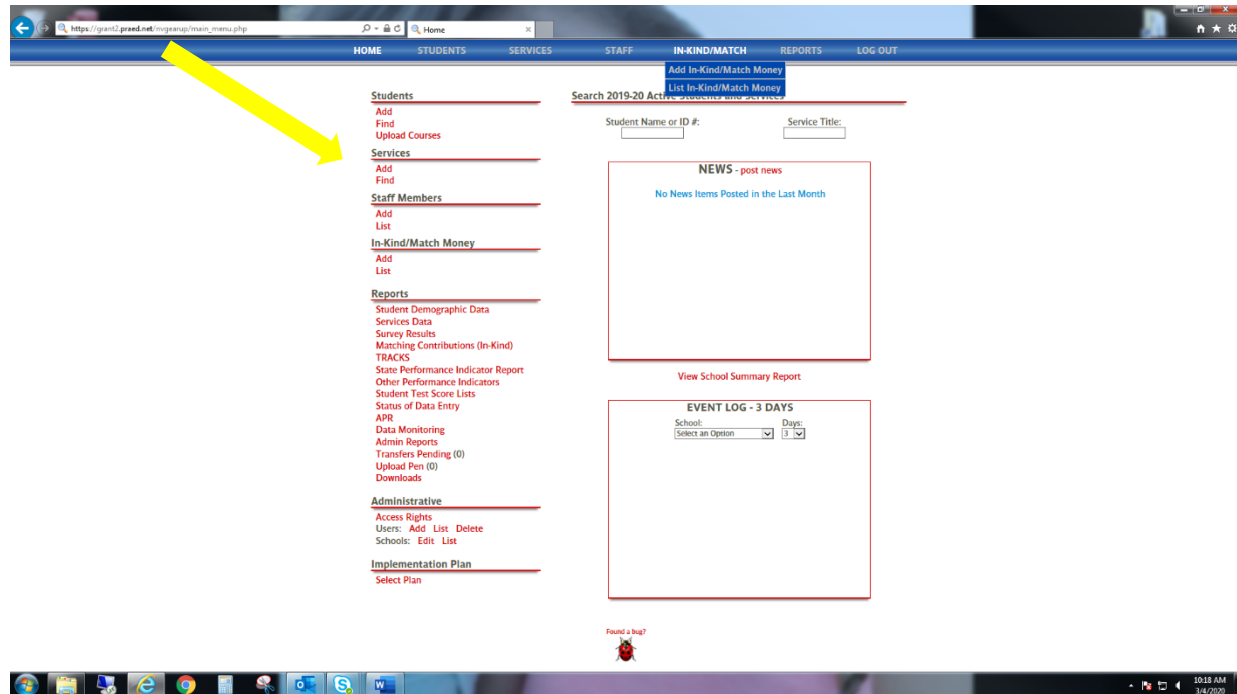 https://grant2.praed.net/nvgearup/main_menu.php
Home
HOME STUDENTS SERVICES STAFF IN-KIND/MATCH REPORTS LOG OUT
Add In-Kind/Match Money
List In-Kind/Match Money
Students
Add
Find
Upload Courses
Services
Add
Find
Staff Members
Add
List
In-Kind/Match Money
Add
List
Reports
Student Demographic Data
Services Data
Survey Results
Matching Contributions (In-Kind)
TRACKS
State Performance Indicator Report
Other Performance Indicators
Student Test Score Lists
Status of Data Entry
APR
Data Monitoring
Admin Reports
Transfers Pending (0)
Upload Pen (0)
Downloads
Administrative
Access Rights
Users: Add List Delete
Schools: Edit List
Implementation Plan
Select Plan
Search 2019-20 Active Students and Services
Student Name or ID #: Service Title:
NEWS - post news
No News Items Posted in the Last Month
View School Summary Report
EVENT LOG - 3 DAYS
School: Days:
Select an Option 3
Found a bug?
10:18 AM
3/4/2020